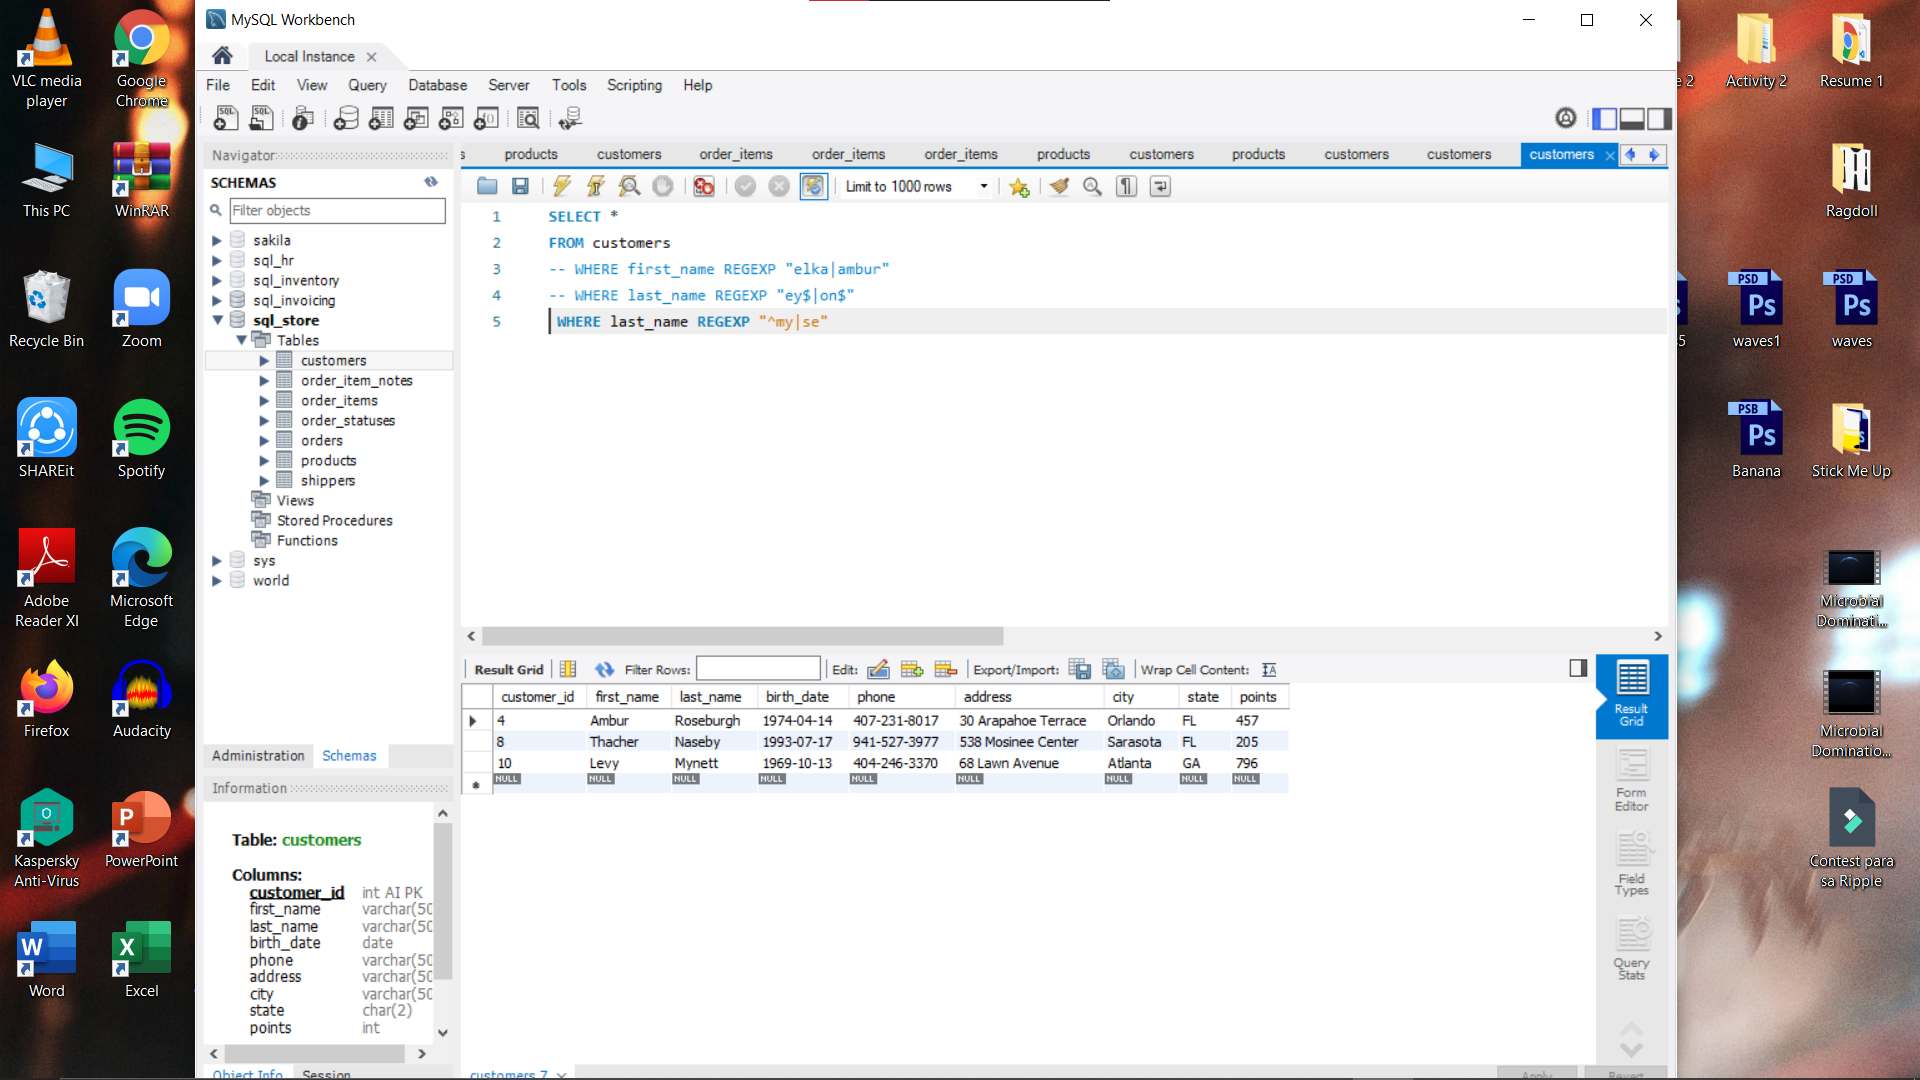 VLC media
player
Google
Chrome
This PC
WinRAR
Recycle Bin
Zoom
SHAREit
Spotify
Adobe
Reader XI
Microsoft
Edge
Firefox
Audacity
Kaspersky
Anti-Virus
PowerPoint
Word
Excel
MySQL Workbench
Local Instance
File Edit View Query Database Server Tools Scripting Help
Navigator
SCHEMAS
Filter objects
sakila
sql_hr
sql_inventory
sql_invoicing
sql_store
Tables
customers
order_item_notes
order_items
order_statuses
orders
products
shippers
Views
Stored Procedures
Functions
sys
world
Administration Schemas
Information
Table: customers
Columns:
customer_id int AI PK
first_name varchar(50
last_name varchar(50
birth_date date
phone varchar(50
address varchar(50
city varchar(50
state char(2)
points int
Object Info Session
s products customers order_items order_items order_items products customers products customers customers customers
Limit to 1000 rows
1 SELECT *
2 FROM customers
3 -- WHERE first_name REGEXP "elka|ambur"
4 -- WHERE last_name REGEXP "ey$|on$"
5 WHERE last_name REGEXP "^my|se"
Result Grid Filter Rows: Edit: Export/Import: Wrap Cell Content:
customer_id first_name last_name birth_date phone address city state points
4 Ambur Roseburgh 1974-04-14 407-231-8017 30 Arapahoe Terrace Orlando FL 457
8 Thacher Naseby 1993-07-17 941-527-3977 538 Mosinee Center Sarasota FL 205
10 Levy Mynett 1969-10-13 404-246-3370 68 Lawn Avenue Atlanta GA 796
NULL NULL NULL NULL NULL NULL NULL NULL NULL
Result
Grid
Form
Editor
Field
Types
Query
Stats
customers 7
Apply Revert
e 2
Activity 2
Resume 1
Ragdoll
5
PSD
Ps
waves1
PSD
Ps
waves
PSB
Ps
Banana
Stick Me Up
Microbial
Dominati...
Microbial
Dominatio...
Contest para
sa Ripple